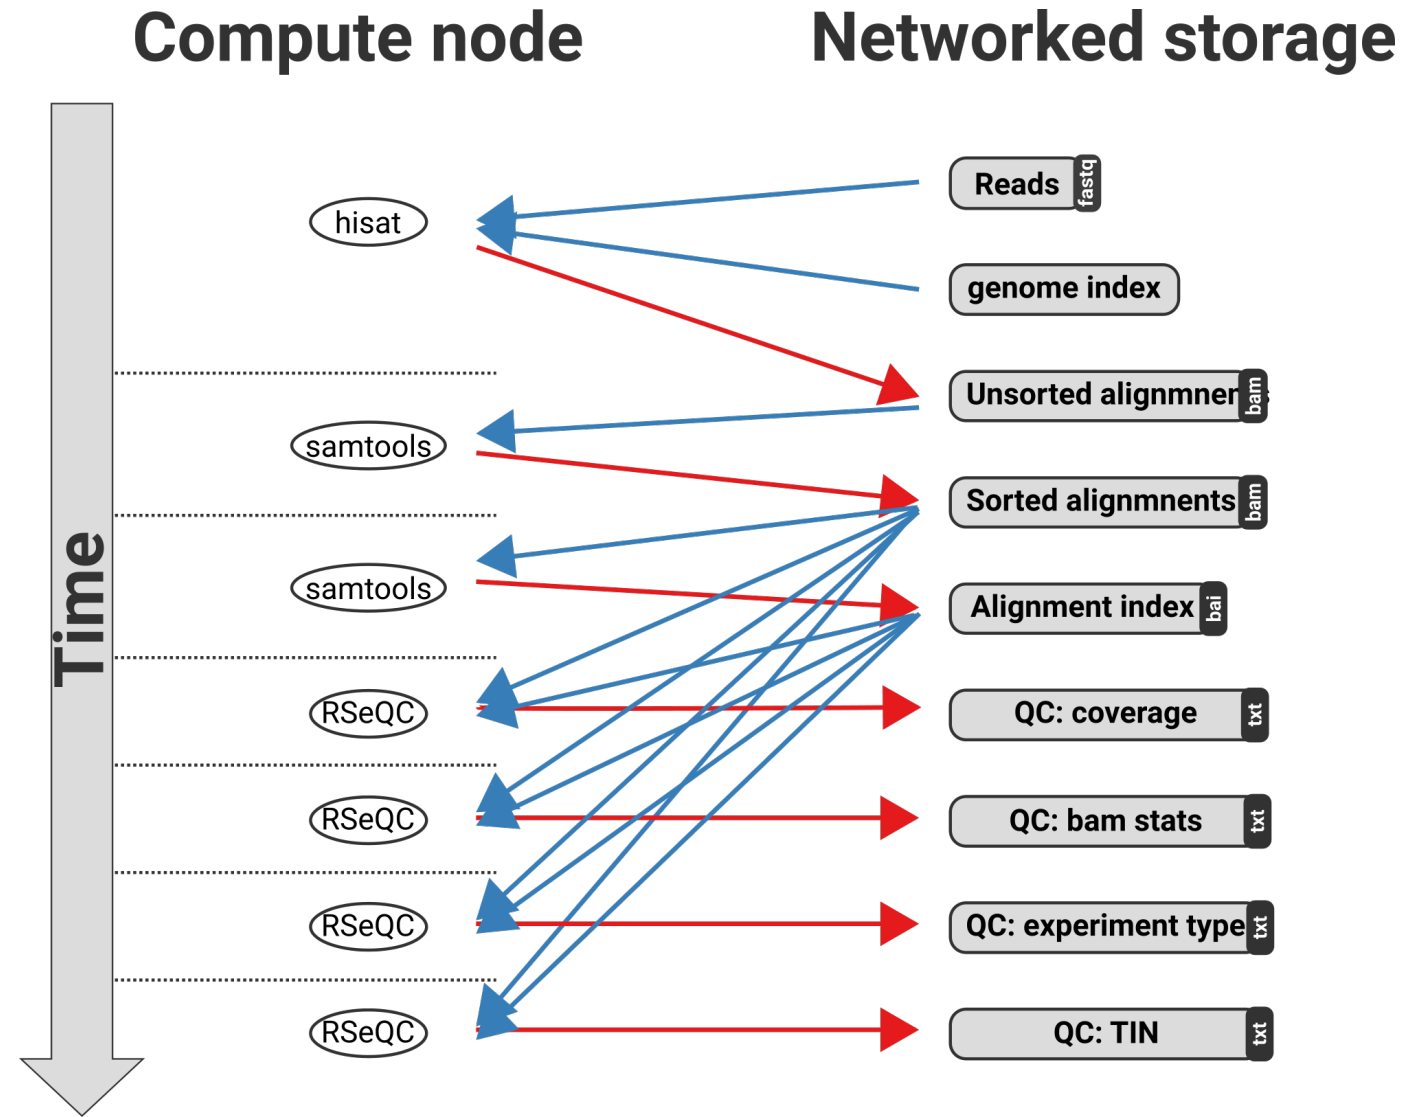 Compute node
Networked storage
Time
hisat
Reads
fastq
genome index
Unsorted alignmnents
bam
samtools
Sorted alignmnents
bam
samtools
Alignment index
bai
RSeQC
QC: coverage
txt
RSeQC
QC: bam stats
txt
RSeQC
QC: experiment type
txt
RSeQC
QC: TIN
txt